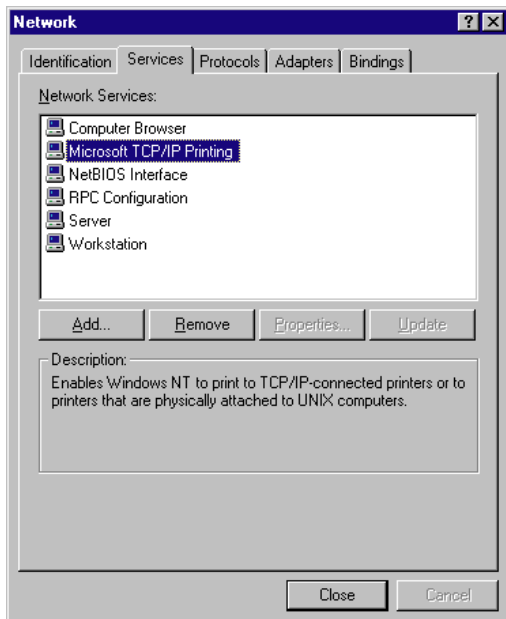 Network
Identification Services Protocols Adapters Bindings
Network Services:
Computer Browser
Microsoft TCP/IP Printing
NetBIOS Interface
RPC Configuration
Server
Workstation
Add... Remove Properties... Update
Description:
Enables Windows NT to print to TCP/IP-connected printers or to
printers that are physically attached to UNIX computers.
Close Cancel